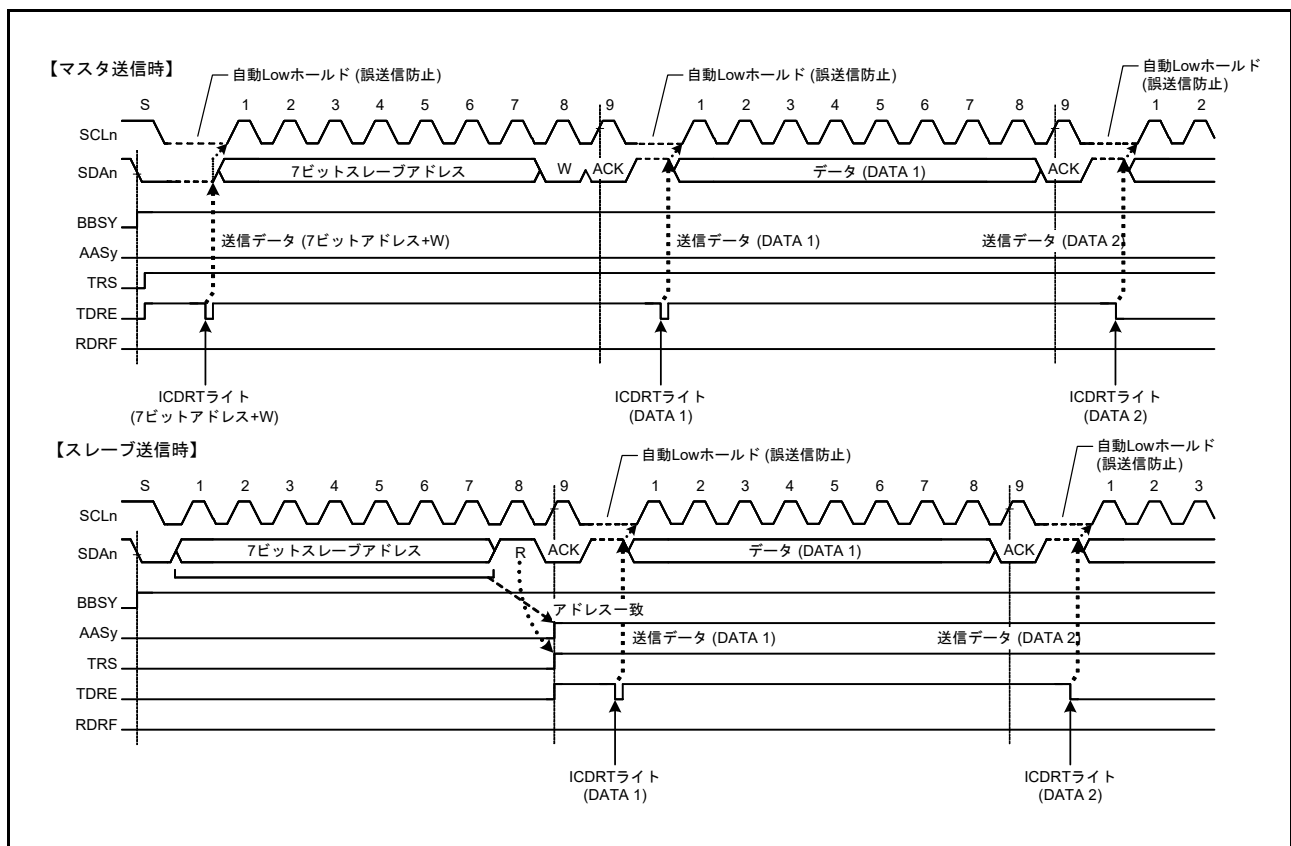 【マスタ送信時】
自動Lowホールド (誤送信防止)
自動Lowホールド (誤送信防止)
自動Lowホールド
(誤送信防止)
S 1 2 3 4 5 6 7 8 9 1 2 3 4 5 6 7 8 9 1 2
SCLn
SDAn 7ビットスレーブアドレス W ACK データ (DATA 1) ACK
BBSY
送信データ (7ビットアドレス+W) 送信データ (DATA 1) 送信データ (DATA 2)
AASy
TRS
TDRE
RDRF
ICDRTライト
(7ビットアドレス+W)
ICDRTライト
(DATA 1)
ICDRTライト
(DATA 2)
【スレーブ送信時】
自動Lowホールド (誤送信防止)
自動Lowホールド
(誤送信防止)
S 1 2 3 4 5 6 7 8 9 1 2 3 4 5 6 7 8 9 1 2 3
SCLn
SDAn 7ビットスレーブアドレス R ACK データ (DATA 1) ACK
BBSY
アドレス一致
AASy
送信データ (DATA 1) 送信データ (DATA 2)
TRS
TDRE
RDRF
ICDRTライト
(DATA 1)
ICDRTライト
(DATA 2)